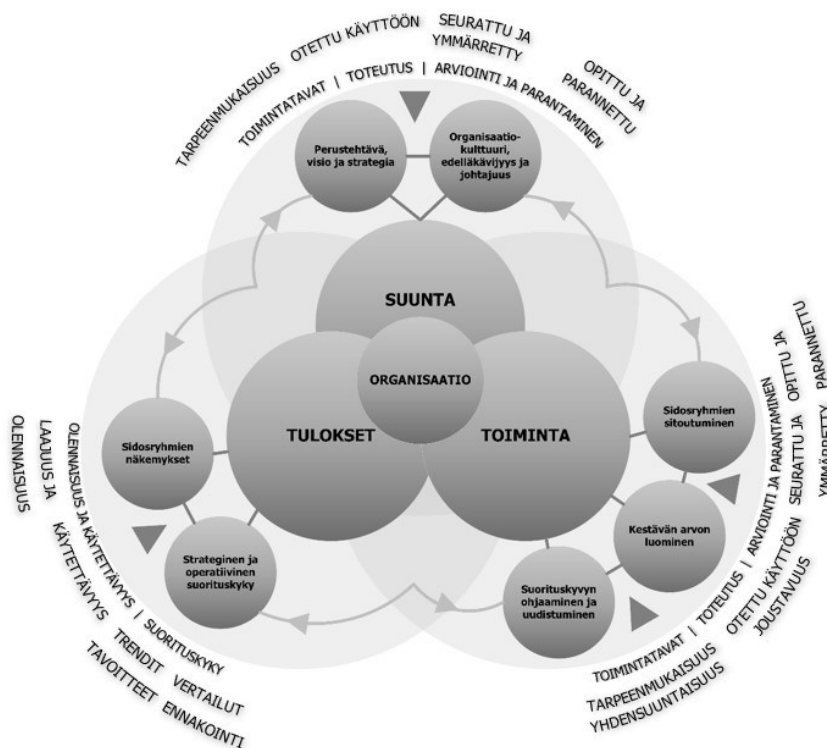 TARPEENMUKAISUUS OTETTU KÄYTTÖÖN SEURATTU JA YMMÄRRETTY OPITTU JA PARANNETTU
TOIMINTATAVAT | TOTEUTUS | ARVIOINTI JA PARANTAMINEN
Perustehtävä,
visio ja strategia
Organisaatio-
kulttuuri,
edelläkävijyys ja
johtajuus
SUUNTA
ORGANISAATIO
TULOKSET
TOIMINTA
Sidosryhmien
näkemykset
Strateginen ja
operatiivinen
suorituskyky
Sidosryhmien
sitoutuminen
Kestävän arvon
luominen
Suorituskyvyn
ohjaaminen ja
uudistuminen
OLENNAISUUS JA KÄYTETTÄVYYS | SUORITUSKYKY
LAAJUUS JA OLENNAISUUS KÄYTETTÄVYYS TRENDIT VERTAILUT
TAVOITTEET ENNAKOINTI
TOIMINTATAVAT | TOTEUTUS | ARVIOINTI JA PARANTAMINEN
TARPEENMUKAISUUS OTETTU KÄYTTÖÖN SEURATTU JA YMMÄRRETTY OPITTU JA PARANNETTU
YHDENSUUNTAISUUS JOUSTAVUUS